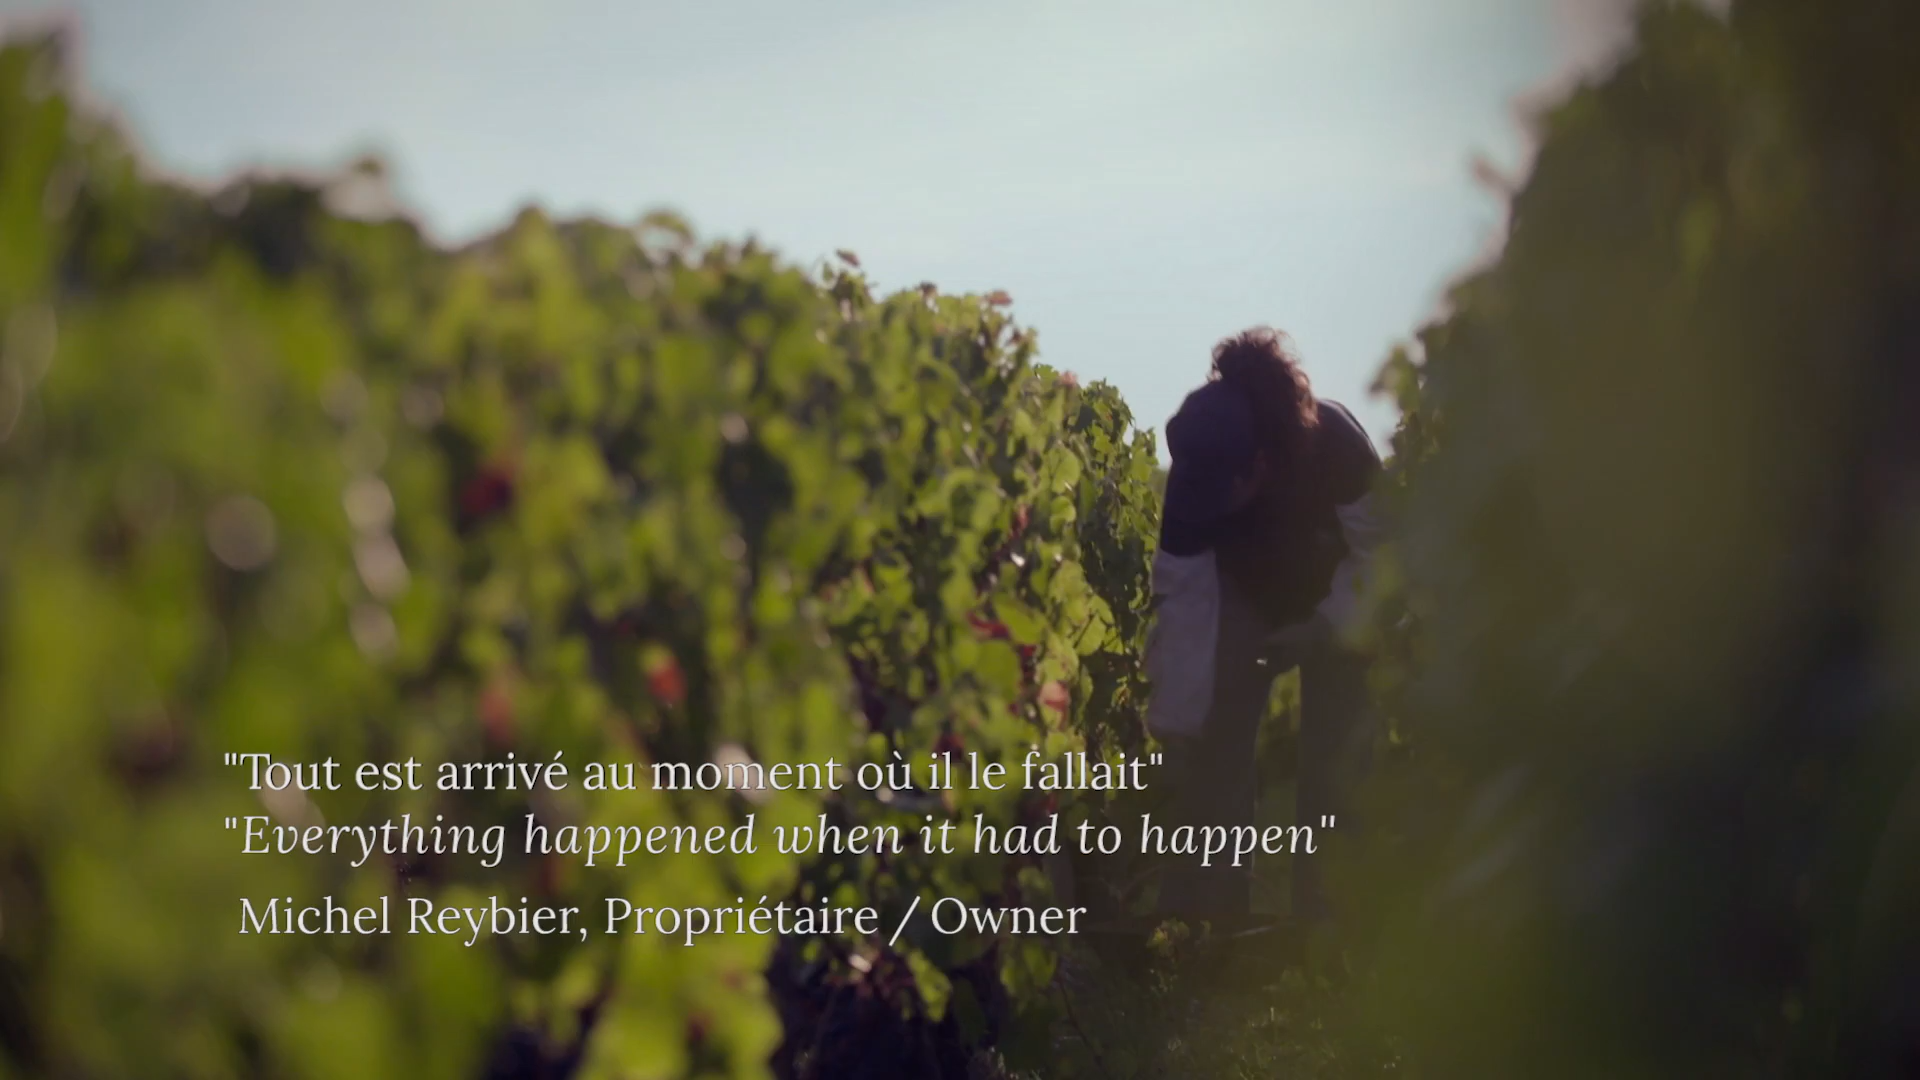 "Tout est arrivé au moment où il le fallait"
"Everything happened when it had to happen"
Michel Reybier, Propriétaire / Owner